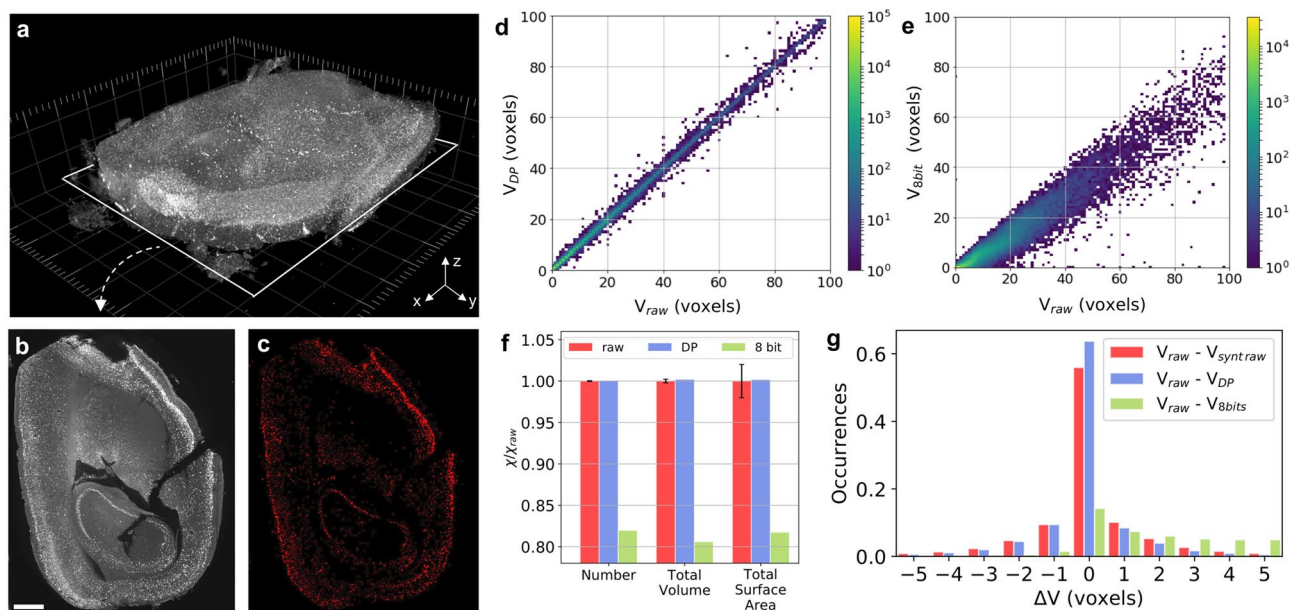 a
z
x
y
b
c
d
V_DP (voxels)
100
80
60
40
20
0
0 20 40 60 80 100
V_raw (voxels)
10^5
10^4
10^3
10^2
10^1
10^0
e
V_8bit (voxels)
100
80
60
40
20
0
0 20 40 60 80 100
V_raw (voxels)
10^4
10^3
10^2
10^1
10^0
f
raw DP 8 bit
χ/χ_raw
1.05
1.00
0.95
0.90
0.85
0.80
Number
Total
Volume
Total
Surface
Area
g
V_raw - V_synt raw
V_raw - V_DP
V_raw - V_8bits
Occurrences
0.6
0.4
0.2
0.0
−5 −4 −3 −2 −1 0 1 2 3 4 5
ΔV (voxels)